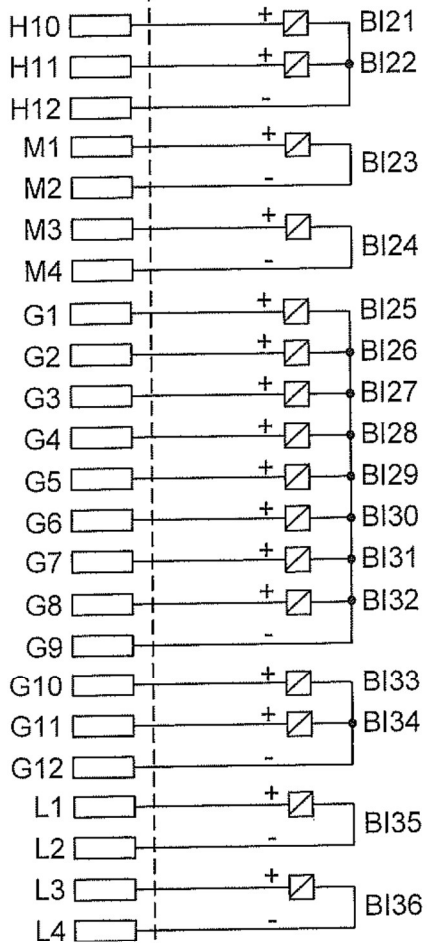 H10 + BI21
H11 + BI22
H12 -
M1 +
BI23
M2 -
M3 +
BI24
M4 -
G1 + BI25
G2 + BI26
G3 + BI27
G4 + BI28
G5 + BI29
G6 + BI30
G7 + BI31
G8 + BI32
G9 -
G10 + BI33
G11 + BI34
G12 -
L1 +
BI35
L2 -
L3 +
BI36
L4 -